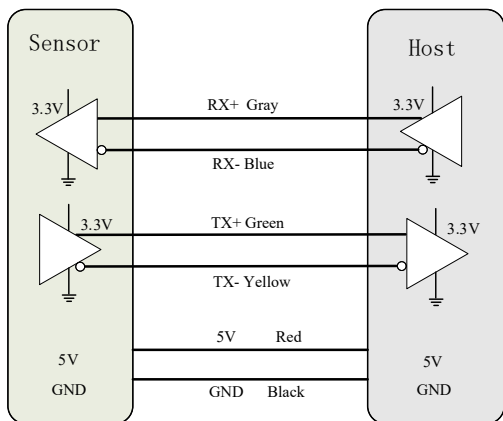 Sensor
Host
3.3V
RX+ Gray
3.3V
RX- Blue
3.3V
TX+ Green
3.3V
TX- Yellow
5V
5V Red
5V
GND
GND Black
GND